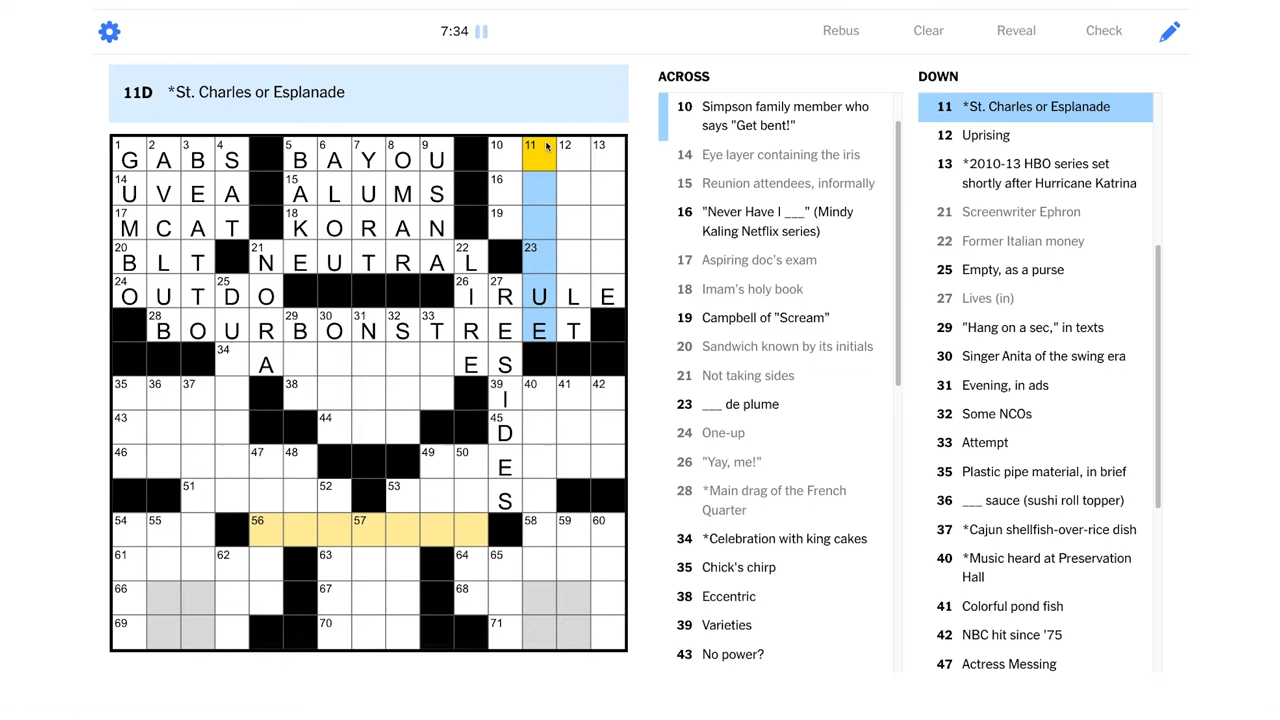 7:34
Rebus Clear Reveal Check
11D *St. Charles or Esplanade
1 2 3 4 5 6 7 8 9 10 11 12 13
G A B S B A Y O U
14 15 16
U V E A A L U M S
17 18 19
M C A T K O R A N
20 21 22 23
B L T N E U T R A L
24 25 26 27
O U T D O I R U L E
28 29 30 31 32 33
B O U R B O N S T R E E T
34
A E S
35 36 37 38 39 40 41 42
I
43 44 45
D
46 47 48 49 50
E
51 52 53
S
54 55 56 57 58 59 60
61 62 63 64 65
66 67 68
69 70 71
ACROSS
10 Simpson family member who
says "Get bent!"
14 Eye layer containing the iris
15 Reunion attendees, informally
16 "Never Have I ___" (Mindy
Kaling Netflix series)
17 Aspiring doc's exam
18 Imam's holy book
19 Campbell of "Scream"
20 Sandwich known by its initials
21 Not taking sides
23 ___ de plume
24 One-up
26 "Yay, me!"
28 *Main drag of the French
Quarter
34 *Celebration with king cakes
35 Chick's chirp
38 Eccentric
39 Varieties
43 No power?
DOWN
11 *St. Charles or Esplanade
12 Uprising
13 *2010-13 HBO series set
shortly after Hurricane Katrina
21 Screenwriter Ephron
22 Former Italian money
25 Empty, as a purse
27 Lives (in)
29 "Hang on a sec," in texts
30 Singer Anita of the swing era
31 Evening, in ads
32 Some NCOs
33 Attempt
35 Plastic pipe material, in brief
36 ___ sauce (sushi roll topper)
37 *Cajun shellfish-over-rice dish
40 *Music heard at Preservation
Hall
41 Colorful pond fish
42 NBC hit since '75
47 Actress Messing